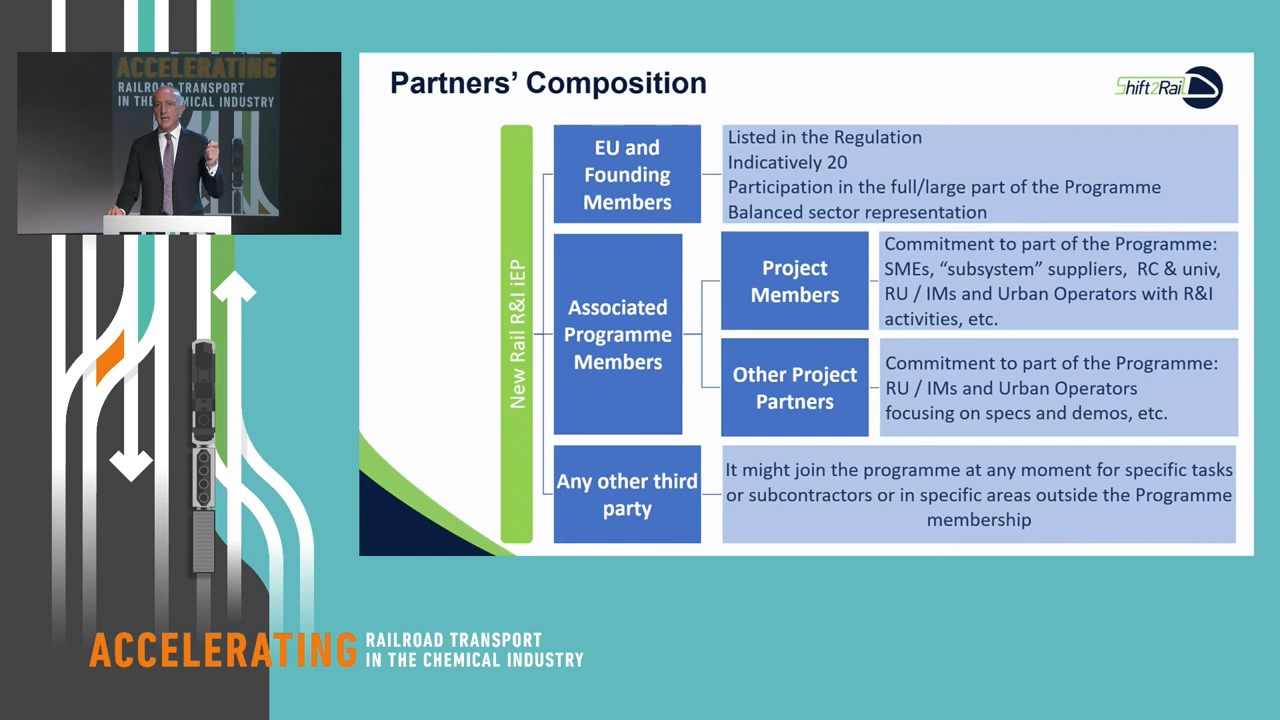 ACCELERATING
RAILROAD TRANSPORT
IN THE CHEMICAL INDUSTRY
Partners’ Composition
Shift2Rail
New Rail R&I iEP
EU and
Founding
Members
Listed in the Regulation
Indicatively 20
Participation in the full/large part of the Programme
Balanced sector representation
Associated
Programme
Members
Project
Members
Commitment to part of the Programme:
SMEs, “subsystem” suppliers, RC & univ,
RU / IMs and Urban Operators with R&I
activities, etc.
Other Project
Partners
Commitment to part of the Programme:
RU / IMs and Urban Operators
focusing on specs and demos, etc.
Any other third
party
It might join the programme at any moment for specific tasks
or subcontractors or in specific areas outside the Programme
membership
ACCELERATING
RAILROAD TRANSPORT
IN THE CHEMICAL INDUSTRY